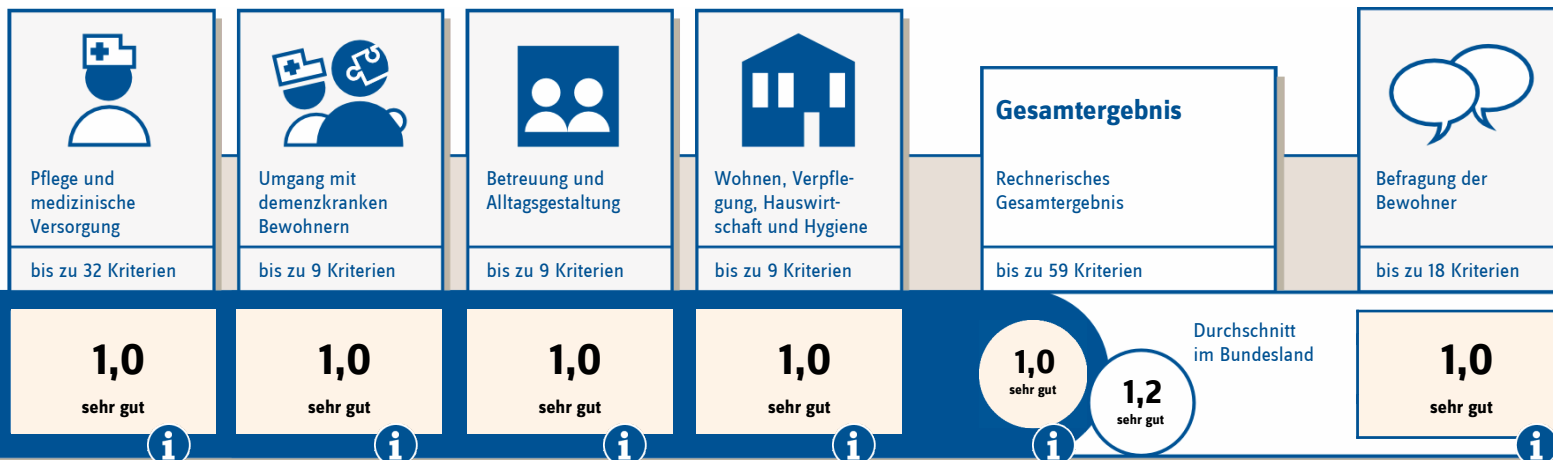 Pflege und
medizinische
Versorgung
bis zu 32 Kriterien
1,0
sehr gut
i
Umgang mit
demenzkranken
Bewohnern
bis zu 9 Kriterien
1,0
sehr gut
i
Betreuung und
Alltagsgestaltung
bis zu 9 Kriterien
1,0
sehr gut
i
Wohnen, Verpfle-
gung, Hauswirt-
schaft und Hygiene
bis zu 9 Kriterien
1,0
sehr gut
i
Gesamtergebnis
Rechnerisches
Gesamtergebnis
bis zu 59 Kriterien
1,0
sehr gut
i
Durchschnitt
im Bundesland
1,2
sehr gut
Befragung der
Bewohner
bis zu 18 Kriterien
1,0
sehr gut
i